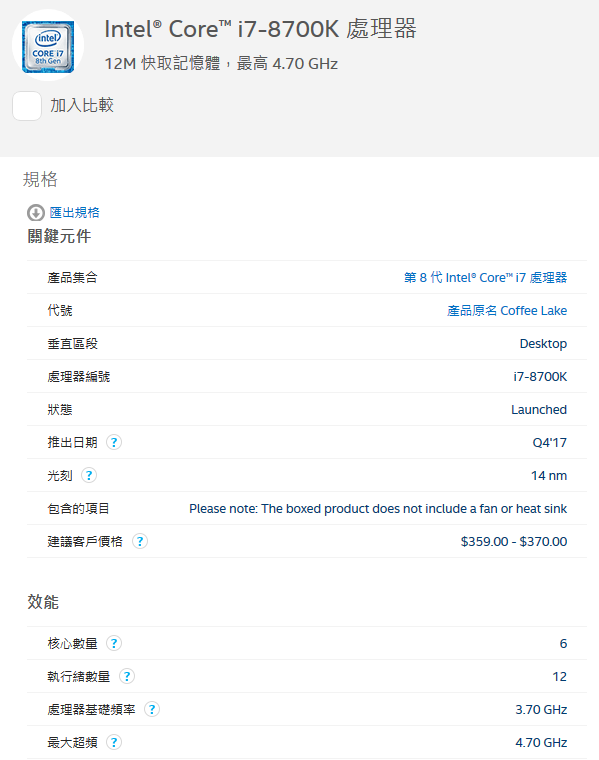 Intel® Core™ i7-8700K 處理器
12M 快取記憶體，最高 4.70 GHz
intel
CORE i7
8th Gen
加入比較
規格
匯出規格
關鍵元件
產品集合 第 8 代 Intel® Core™ i7 處理器
代號 產品原名 Coffee Lake
垂直區段 Desktop
處理器編號 i7-8700K
狀態 Launched
推出日期 ? Q4'17
光刻 ? 14 nm
包含的項目 Please note: The boxed product does not include a fan or heat sink
建議客戶價格 ? $359.00 - $370.00
效能
核心數量 ? 6
執行緒數量 ? 12
處理器基礎頻率 ? 3.70 GHz
最大超頻 ? 4.70 GHz